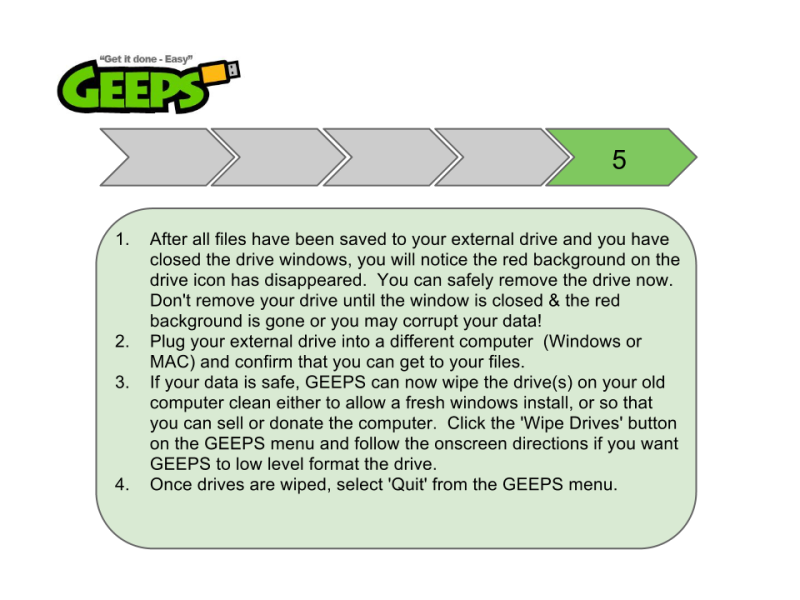 "Get it done - Easy"
GEEPS
5
1. After all files have been saved to your external drive and you have
closed the drive windows, you will notice the red background on the
drive icon has disappeared.  You can safely remove the drive now.
Don't remove your drive until the window is closed & the red
background is gone or you may corrupt your data!
2. Plug your external drive into a different computer  (Windows or
MAC) and confirm that you can get to your files.
3. If your data is safe, GEEPS can now wipe the drive(s) on your old
computer clean either to allow a fresh windows install, or so that
you can sell or donate the computer.  Click the 'Wipe Drives' button
on the GEEPS menu and follow the onscreen directions if you want
GEEPS to low level format the drive.
4. Once drives are wiped, select 'Quit' from the GEEPS menu.